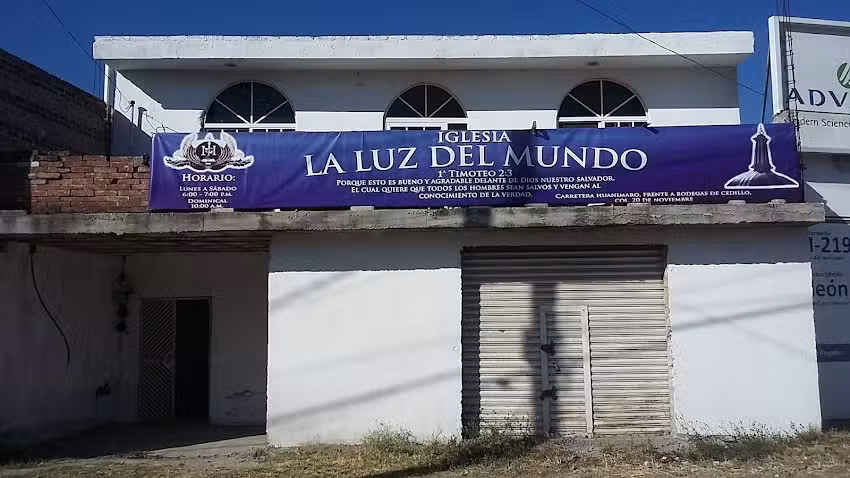 IGLESIA
LA LUZ DEL MUNDO
1ª TIMOTEO 2:3
PORQUE ESTO ES BUENO Y AGRADABLE DELANTE DE DIOS NUESTRO SALVADOR.
EL CUAL QUIERE QUE TODOS LOS HOMBRES SEAN SALVOS Y VENGAN AL
CONOCIMIENTO DE LA VERDAD.
CARRETERA HUANIMARO, FRENTE A BODEGAS DE CEDILLO.
COL. 20 DE NOVIEMBRE
HORARIO:
LUNES A SÁBADO
6:00 - 7:00 P.M.
DOMINICAL
10:00 A.M.
ADV
dern Science
I-219
eón